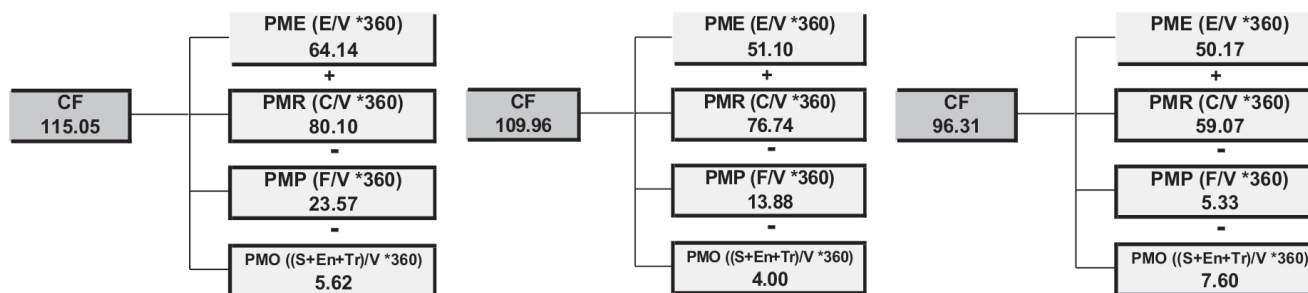 PME (E/V *360)
64.14
+
CF
115.05
PMR (C/V *360)
80.10
-
PMP (F/V *360)
23.57
-
PMO ((S+En+Tr)/V *360)
5.62
PME (E/V *360)
51.10
+
CF
109.96
PMR (C/V *360)
76.74
-
PMP (F/V *360)
13.88
-
PMO ((S+En+Tr)/V *360)
4.00
PME (E/V *360)
50.17
+
CF
96.31
PMR (C/V *360)
59.07
-
PMP (F/V *360)
5.33
-
PMO ((S+En+Tr)/V *360)
7.60